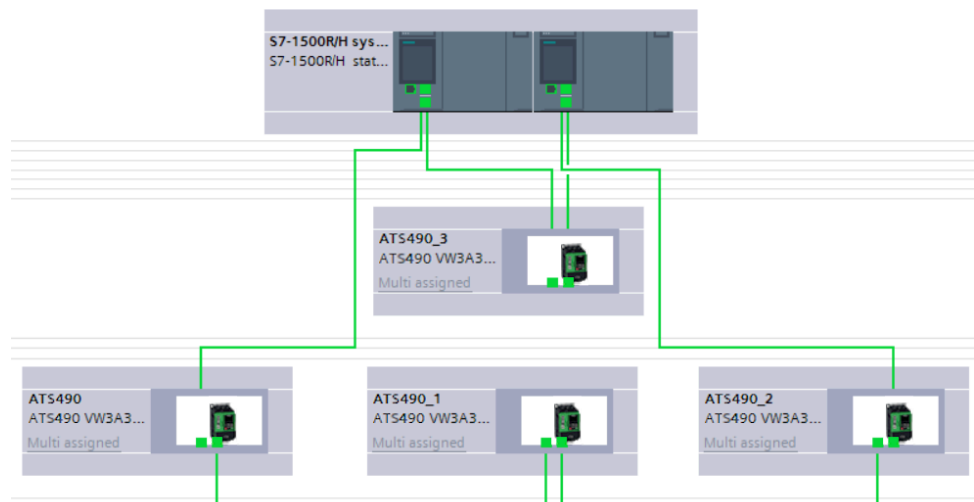 S7-1500R/H sys...
S7-1500R/H stat...
ATS490_3
ATS490 VW3A3...
Multi assigned
ATS490
ATS490 VW3A3...
Multi assigned
ATS490_1
ATS490 VW3A3...
Multi assigned
ATS490_2
ATS490 VW3A3...
Multi assigned